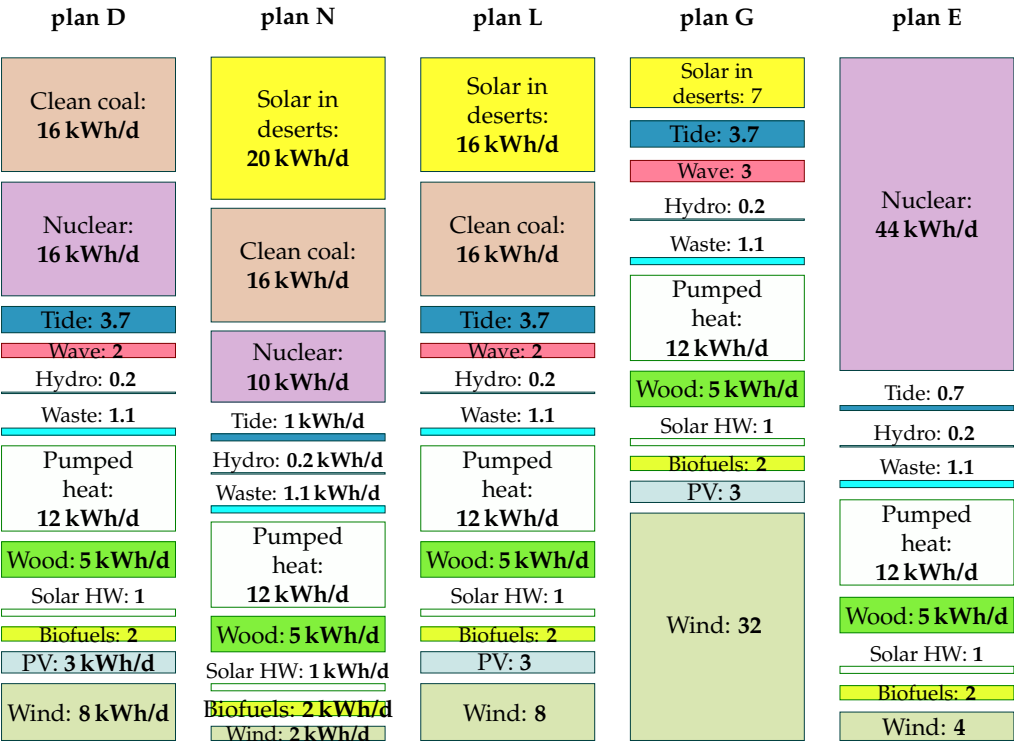 plan D
Clean coal:
16 kWh/d
Nuclear:
16 kWh/d
Tide: 3.7
Wave: 2
Hydro: 0.2
Waste: 1.1
Pumped
heat:
12 kWh/d
Wood: 5 kWh/d
Solar HW: 1
Biofuels: 2
PV: 3 kWh/d
Wind: 8 kWh/d
plan N
Solar in
deserts:
20 kWh/d
Clean coal:
16 kWh/d
Nuclear:
10 kWh/d
Tide: 1 kWh/d
Hydro: 0.2 kWh/d
Waste: 1.1 kWh/d
Pumped
heat:
12 kWh/d
Wood: 5 kWh/d
Solar HW: 1 kWh/d
Biofuels: 2 kWh/d
Wind: 2 kWh/d
plan L
Solar in
deserts:
16 kWh/d
Clean coal:
16 kWh/d
Tide: 3.7
Wave: 2
Hydro: 0.2
Waste: 1.1
Pumped
heat:
12 kWh/d
Wood: 5 kWh/d
Solar HW: 1
Biofuels: 2
PV: 3
Wind: 8
plan G
Solar in
deserts: 7
Tide: 3.7
Wave: 3
Hydro: 0.2
Waste: 1.1
Pumped
heat:
12 kWh/d
Wood: 5 kWh/d
Solar HW: 1
Biofuels: 2
PV: 3
Wind: 32
plan E
Nuclear:
44 kWh/d
Tide: 0.7
Hydro: 0.2
Waste: 1.1
Pumped
heat:
12 kWh/d
Wood: 5 kWh/d
Solar HW: 1
Biofuels: 2
Wind: 4